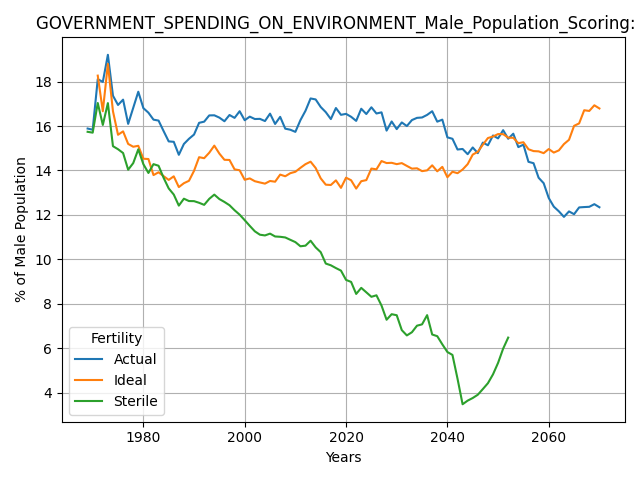 GOVERNMENT_SPENDING_ON_ENVIRONMENT_Male_Population_Scoring:
% of Male Population
18
16
14
12
10
8
6
4
Fertility
Actual
Ideal
Sterile
1980 2000 2020 2040 2060
Years